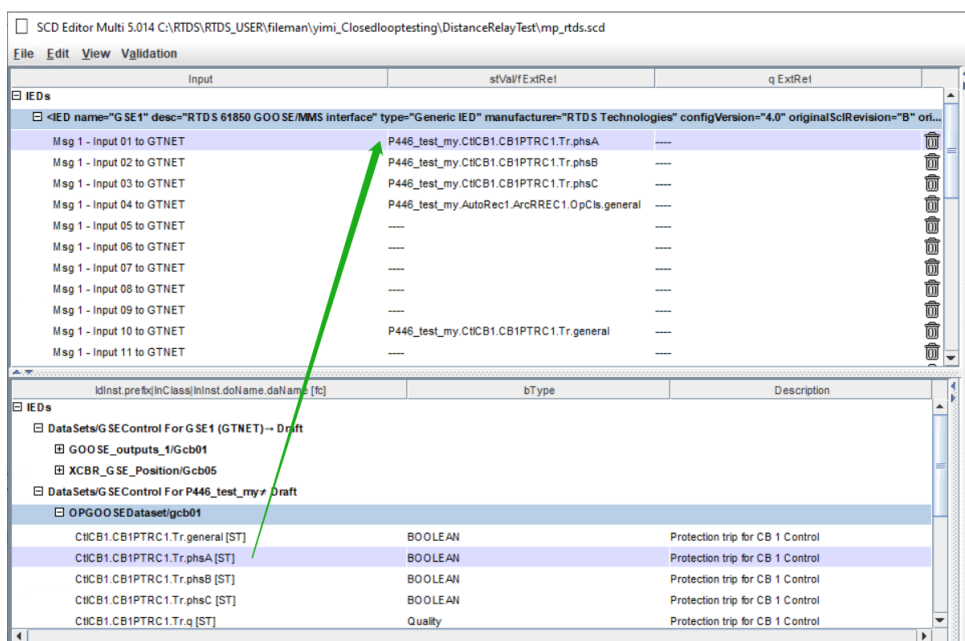 SCD Editor Multi 5.014 C:\RTDS\RTDS_USER\fileman\yimi_Closedlooptesting\DistanceRelayTest\mp_rtds.scd
File Edit View Validation
Input stVal/f ExtRef q ExtRef
IEDs
<IED name="GSE1" desc="RTDS 61850 GOOSE/MMS interface" type="Generic IED" manufacturer="RTDS Technologies" configVersion="4.0" originalSclRevision="B" ori...
Msg 1 - Input 01 to GTNET P446_test_my.CtlCB1.CB1PTRC1.Tr.phsA ----
Msg 1 - Input 02 to GTNET P446_test_my.CtlCB1.CB1PTRC1.Tr.phsB ----
Msg 1 - Input 03 to GTNET P446_test_my.CtlCB1.CB1PTRC1.Tr.phsC ----
Msg 1 - Input 04 to GTNET P446_test_my.AutoRec1.ArcRREC1.OpCls.general ----
Msg 1 - Input 05 to GTNET ---- ----
Msg 1 - Input 06 to GTNET ---- ----
Msg 1 - Input 07 to GTNET ---- ----
Msg 1 - Input 08 to GTNET ---- ----
Msg 1 - Input 09 to GTNET ---- ----
Msg 1 - Input 10 to GTNET P446_test_my.CtlCB1.CB1PTRC1.Tr.general ----
Msg 1 - Input 11 to GTNET ---- ----
ldInst.prefix|lnClass|lnInst.doName.daName [fc] bType Description
IEDs
DataSets/GSEControl For GSE1 (GTNET)→ Draft
GOOSE_outputs_1/Gcb01
XCBR_GSE_Position/Gcb05
DataSets/GSEControl For P446_test_my≠ Draft
OPGOOSEDataset/gcb01
CtlCB1.CB1PTRC1.Tr.general [ST] BOOLEAN Protection trip for CB 1 Control
CtlCB1.CB1PTRC1.Tr.phsA [ST] BOOLEAN Protection trip for CB 1 Control
CtlCB1.CB1PTRC1.Tr.phsB [ST] BOOLEAN Protection trip for CB 1 Control
CtlCB1.CB1PTRC1.Tr.phsC [ST] BOOLEAN Protection trip for CB 1 Control
CtlCB1.CB1PTRC1.Tr.q [ST] Quality Protection trip for CB 1 Control